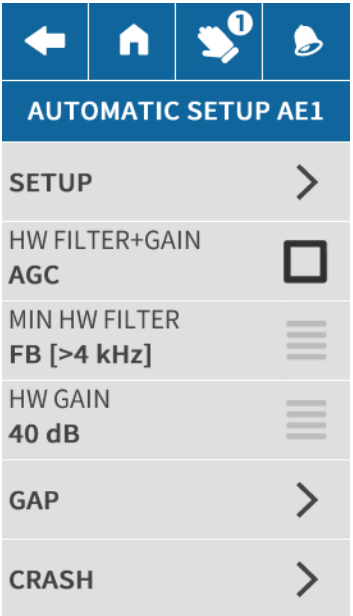 1
AUTOMATIC SETUP AE1
SETUP
HW FILTER+GAIN
AGC
MIN HW FILTER
FB [>4 kHz]
HW GAIN
40 dB
GAP
CRASH